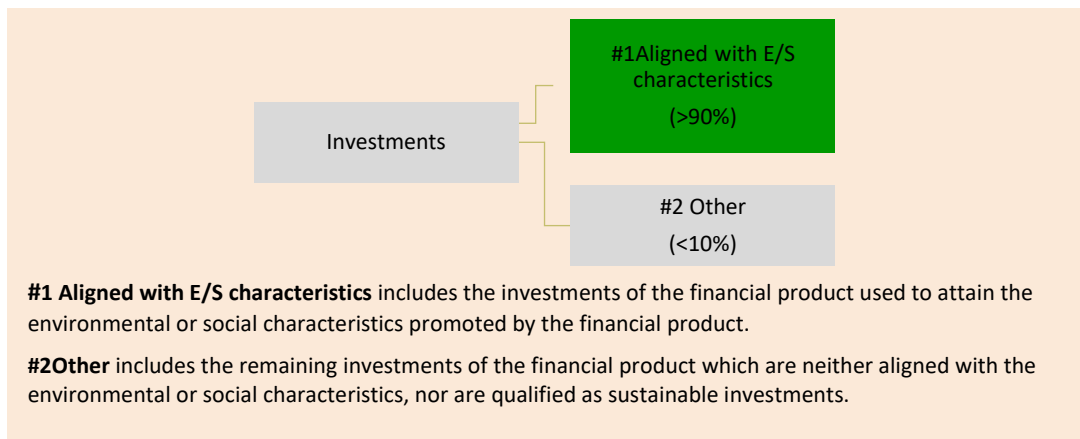 #1Aligned with E/S
characteristics
(>90%)
Investments
#2 Other
(<10%)
#1 Aligned with E/S characteristics includes the investments of the financial product used to attain the
environmental or social characteristics promoted by the financial product.
#2Other includes the remaining investments of the financial product which are neither aligned with the
environmental or social characteristics, nor are qualified as sustainable investments.